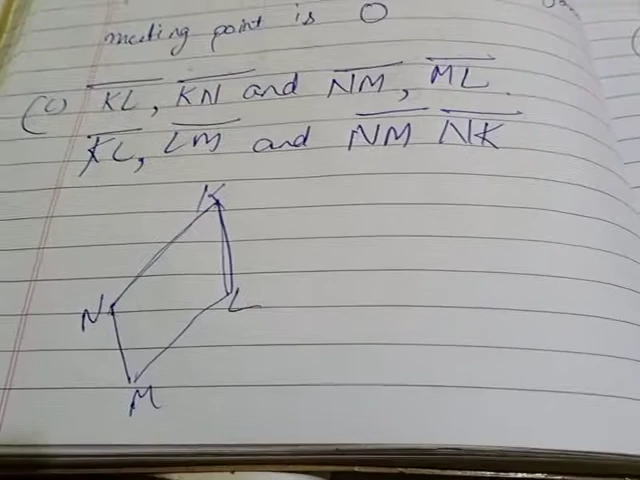 meeting point is O
(c) KL, KN and NM, ML.
KL, LM and NM NK
K
N
L
M